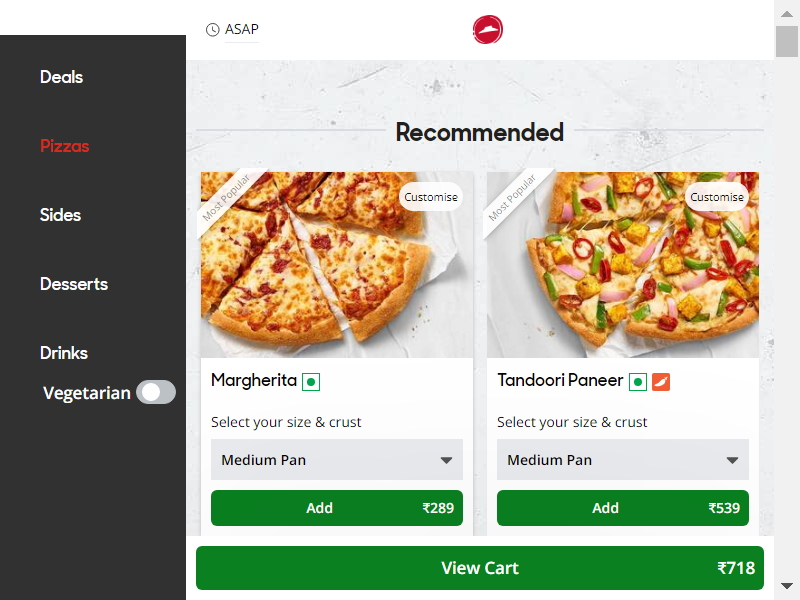 ASAP
Deals
Pizzas
Sides
Desserts
Drinks
Vegetarian
Recommended
Most Popular
Customise
Margherita
Select your size & crust
Medium Pan
Add ₹289
Most Popular
Customise
Tandoori Paneer
Select your size & crust
Medium Pan
Add ₹539
View Cart ₹718